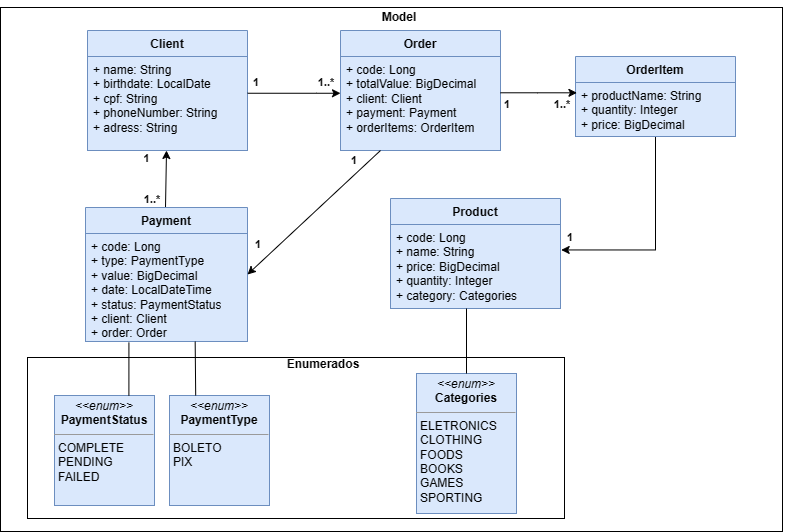 Model
Client
+ name: String
+ birthdate: LocalDate
+ cpf: String
+ phoneNumber: String
+ adress: String
1
1..*
Order
+ code: Long
+ totalValue: BigDecimal
+ client: Client
+ payment: Payment
+ orderItems: OrderItem
1
1..*
OrderItem
+ productName: String
+ quantity: Integer
+ price: BigDecimal
1
1..*
1
1
Payment
+ code: Long
+ type: PaymentType
+ value: BigDecimal
+ date: LocalDateTime
+ status: PaymentStatus
+ client: Client
+ order: Order
Product
+ code: Long
+ name: String
+ price: BigDecimal
+ quantity: Integer
+ category: Categories
1
Enumerados
<<enum>>
PaymentStatus
COMPLETE
PENDING
FAILED
<<enum>>
PaymentType
BOLETO
PIX
<<enum>>
Categories
ELETRONICS
CLOTHING
FOODS
BOOKS
GAMES
SPORTING